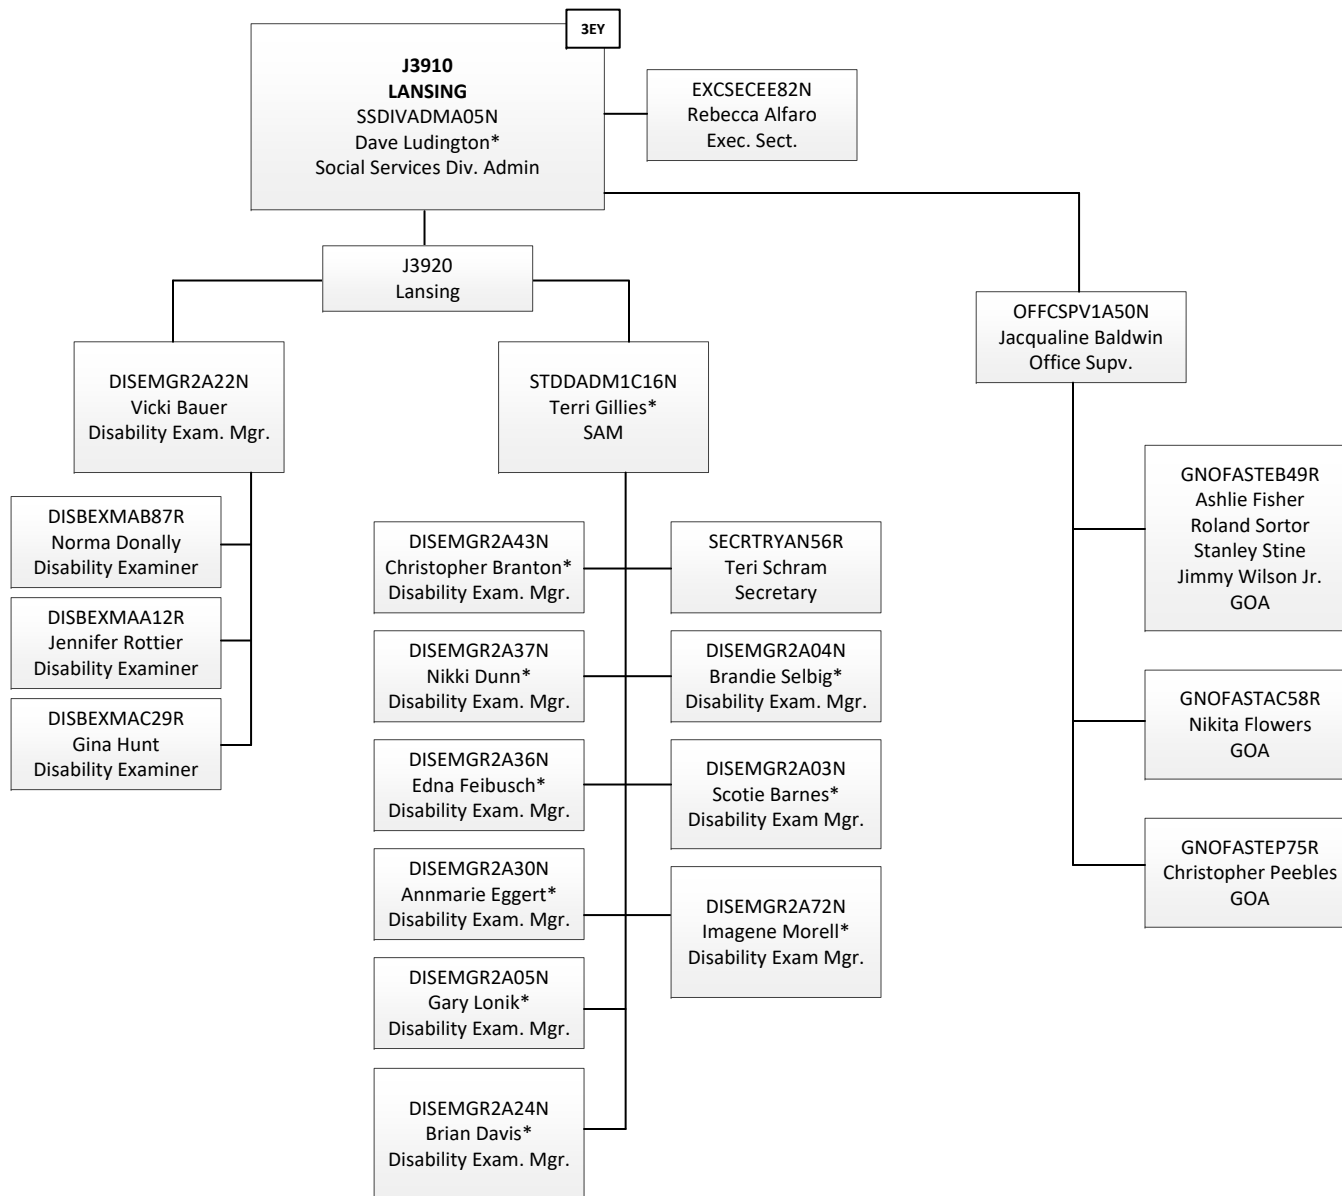 3EY
J3910
LANSING
SSDIVADMA05N
Dave Ludington*
Social Services Div. Admin
EXCSECEE82N
Rebecca Alfaro
Exec. Sect.
J3920
Lansing
OFFCSPV1A50N
Jacqualine Baldwin
Office Supv.
DISEMGR2A22N
Vicki Bauer
Disability Exam. Mgr.
STDDADM1C16N
Terri Gillies*
SAM
DISBEXMAB87R
Norma Donally
Disability Examiner
DISBEXMAA12R
Jennifer Rottier
Disability Examiner
DISBEXMAC29R
Gina Hunt
Disability Examiner
DISEMGR2A43N
Christopher Branton*
Disability Exam. Mgr.
SECRTRYAN56R
Teri Schram
Secretary
DISEMGR2A37N
Nikki Dunn*
Disability Exam. Mgr.
DISEMGR2A04N
Brandie Selbig*
Disability Exam. Mgr.
DISEMGR2A36N
Edna Feibusch*
Disability Exam. Mgr.
DISEMGR2A03N
Scotie Barnes*
Disability Exam Mgr.
DISEMGR2A30N
Annmarie Eggert*
Disability Exam. Mgr.
DISEMGR2A72N
Imagene Morell*
Disability Exam Mgr.
DISEMGR2A05N
Gary Lonik*
Disability Exam. Mgr.
DISEMGR2A24N
Brian Davis*
Disability Exam. Mgr.
GNOFASTEB49R
Ashlie Fisher
Roland Sortor
Stanley Stine
Jimmy Wilson Jr.
GOA
GNOFASTAC58R
Nikita Flowers
GOA
GNOFASTEP75R
Christopher Peebles
GOA